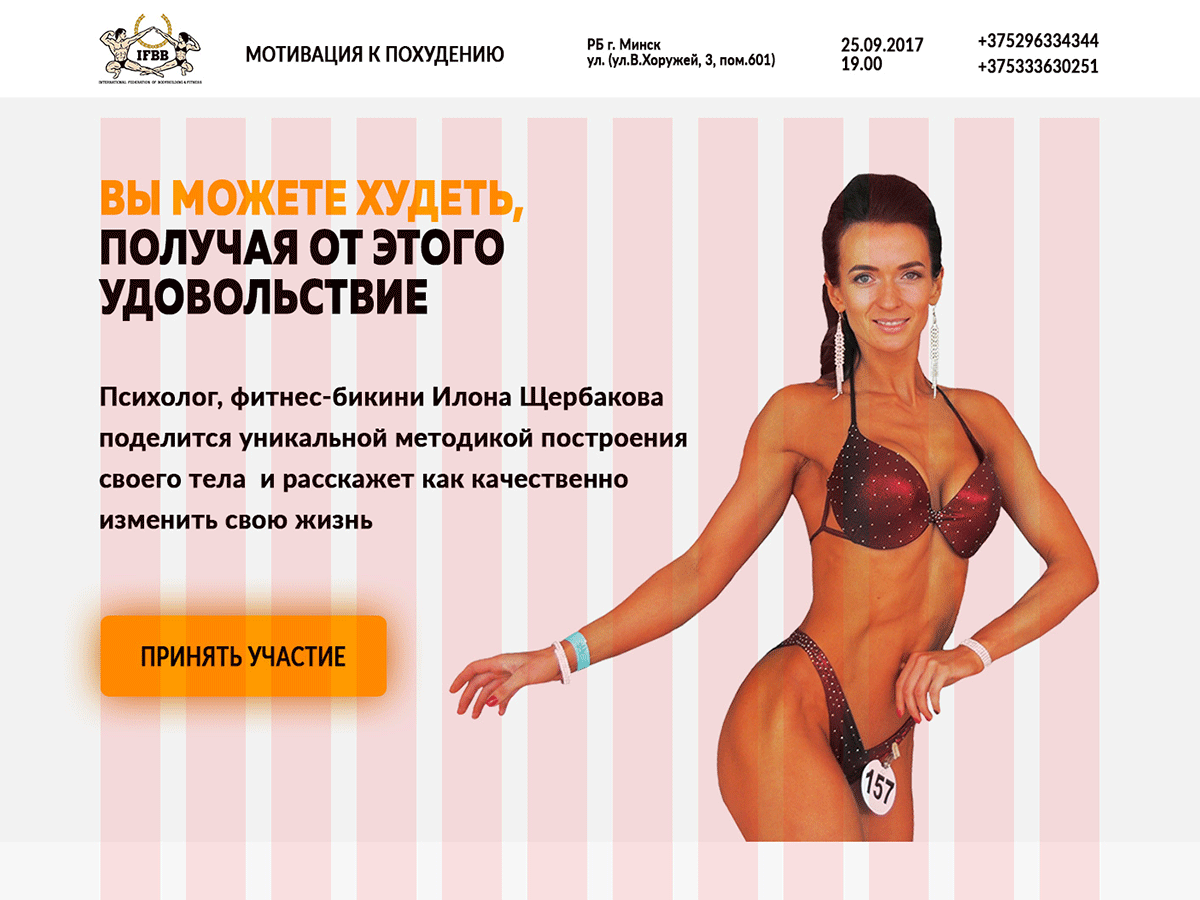 IFBB
INTERNATIONAL FEDERATION OF BODYBUILDING & FITNESS
МОТИВАЦИЯ К ПОХУДЕНИЮ
РБ г. Минск
ул. (ул.В.Хоружей, 3, пом.601)
25.09.2017
19.00
+375296334344
+375333630251
ВЫ МОЖЕТЕ ХУДЕТЬ,
ПОЛУЧАЯ ОТ ЭТОГО
УДОВОЛЬСТВИЕ
Психолог, фитнес-бикини Илона Щербакова
поделится уникальной методикой построения
своего тела  и расскажет как качественно
изменить свою жизнь
ПРИНЯТЬ УЧАСТИЕ
157